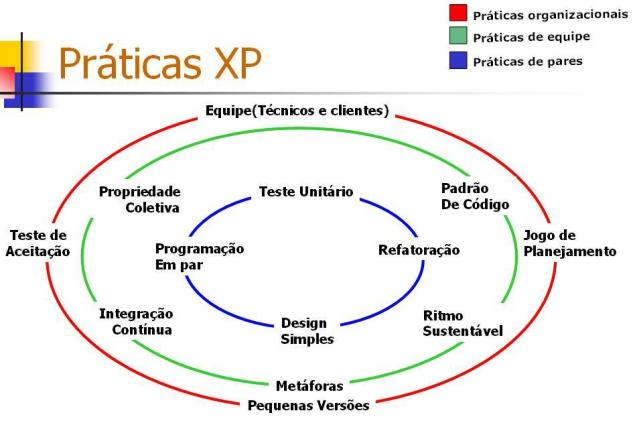 Práticas organizacionais
Práticas de equipe
Práticas de pares
Práticas XP
Equipe(Técnicos e clientes)
Propriedade
Coletiva
Teste Unitário
Padrão
De Código
Teste de
Aceitação
Programação
Em par
Refatoração
Jogo de
Planejamento
Integração
Contínua
Design
Simples
Ritmo
Sustentável
Metáforas
Pequenas Versões